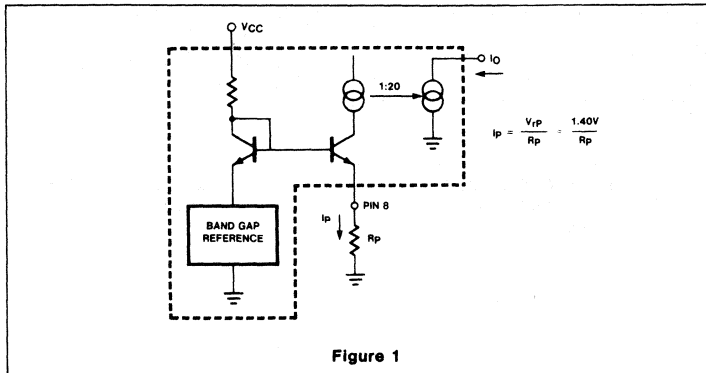 VCC
IO
1:20
IP = VrP / RP = 1.40V / RP
PIN 8
IP
RP
BAND GAP
REFERENCE
Figure 1